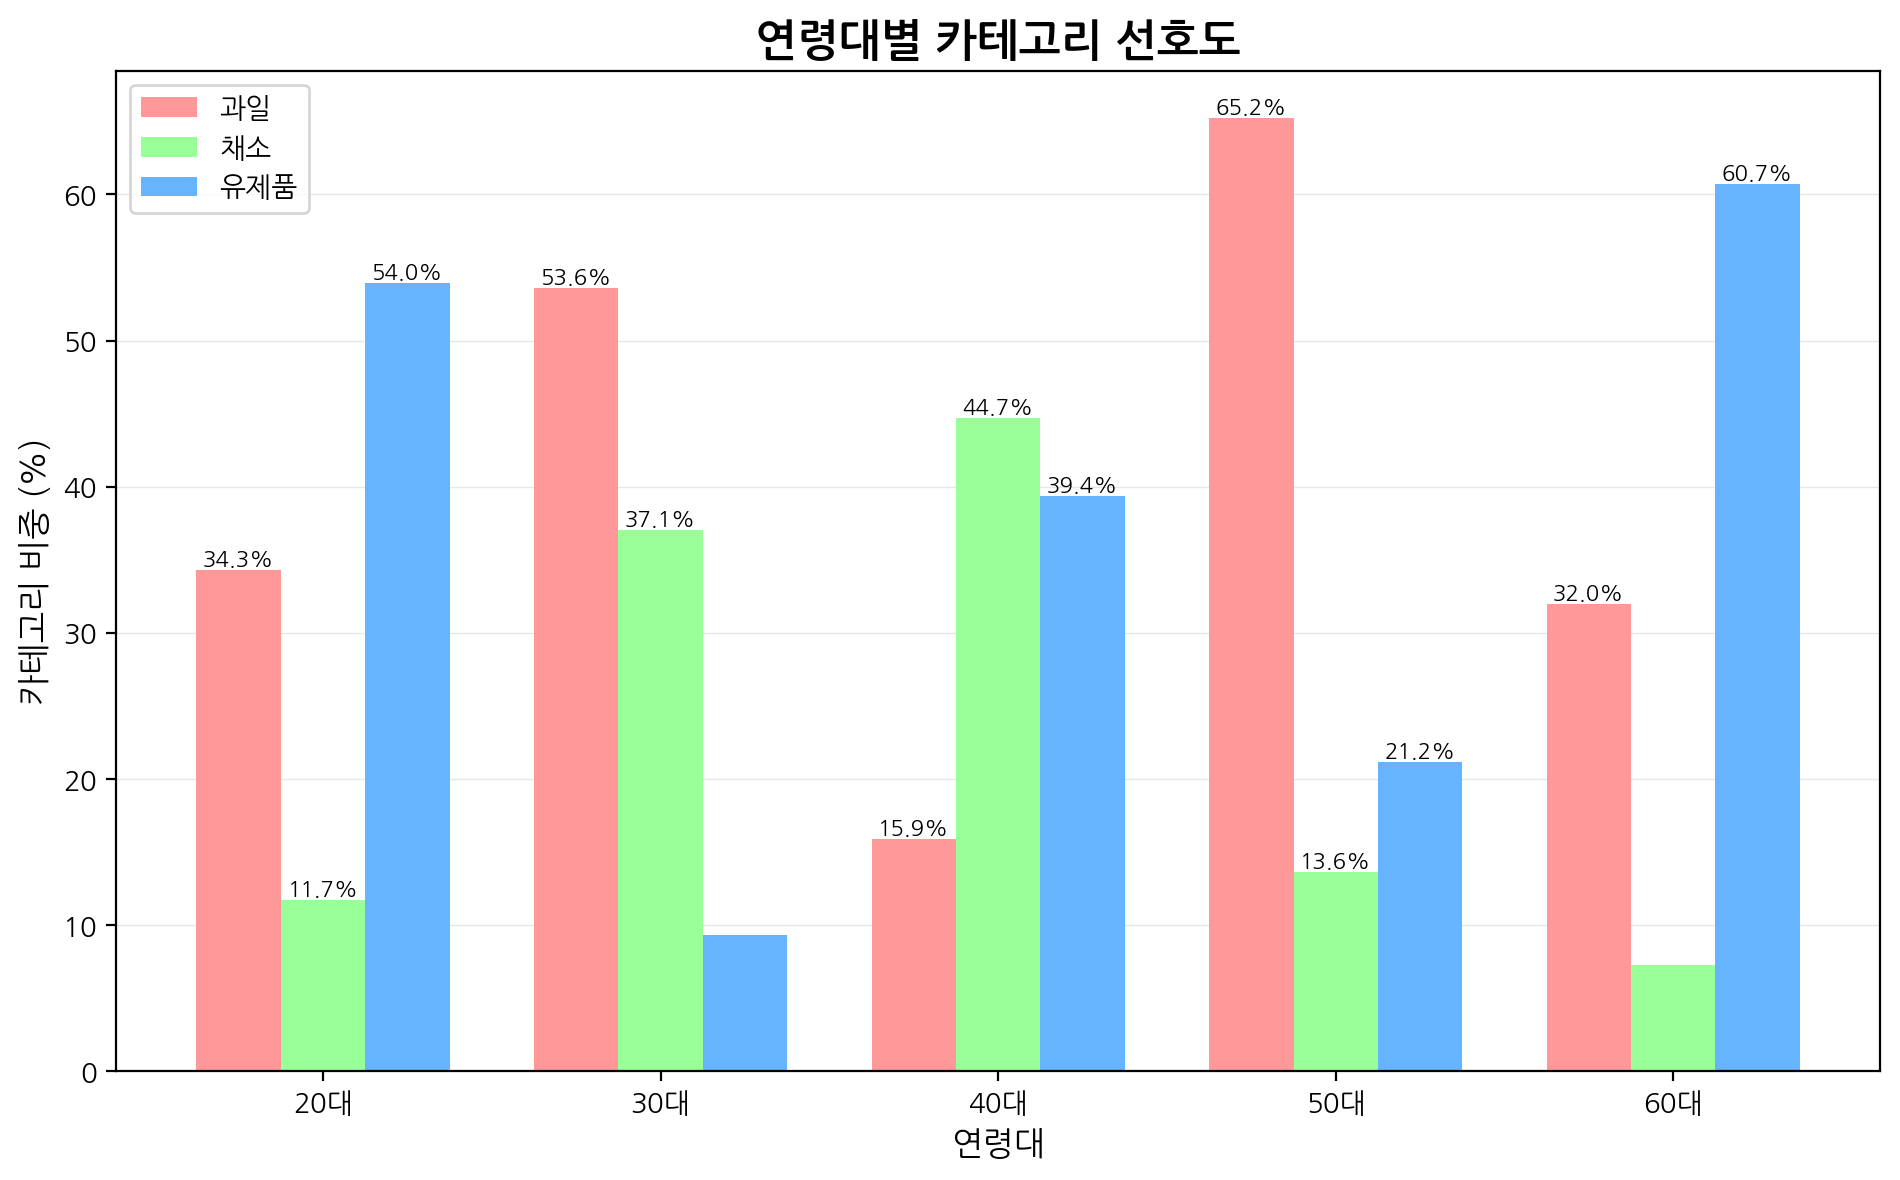 연령대별 카테고리 선호도
과일
채소
유제품
카테고리 비중 (%)
60
50
40
30
20
10
0
34.3%
11.7%
54.0%
53.6%
37.1%
15.9%
44.7%
39.4%
65.2%
13.6%
21.2%
32.0%
60.7%
20대
30대
40대
50대
60대
연령대